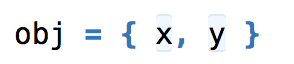 obj = { x, y }